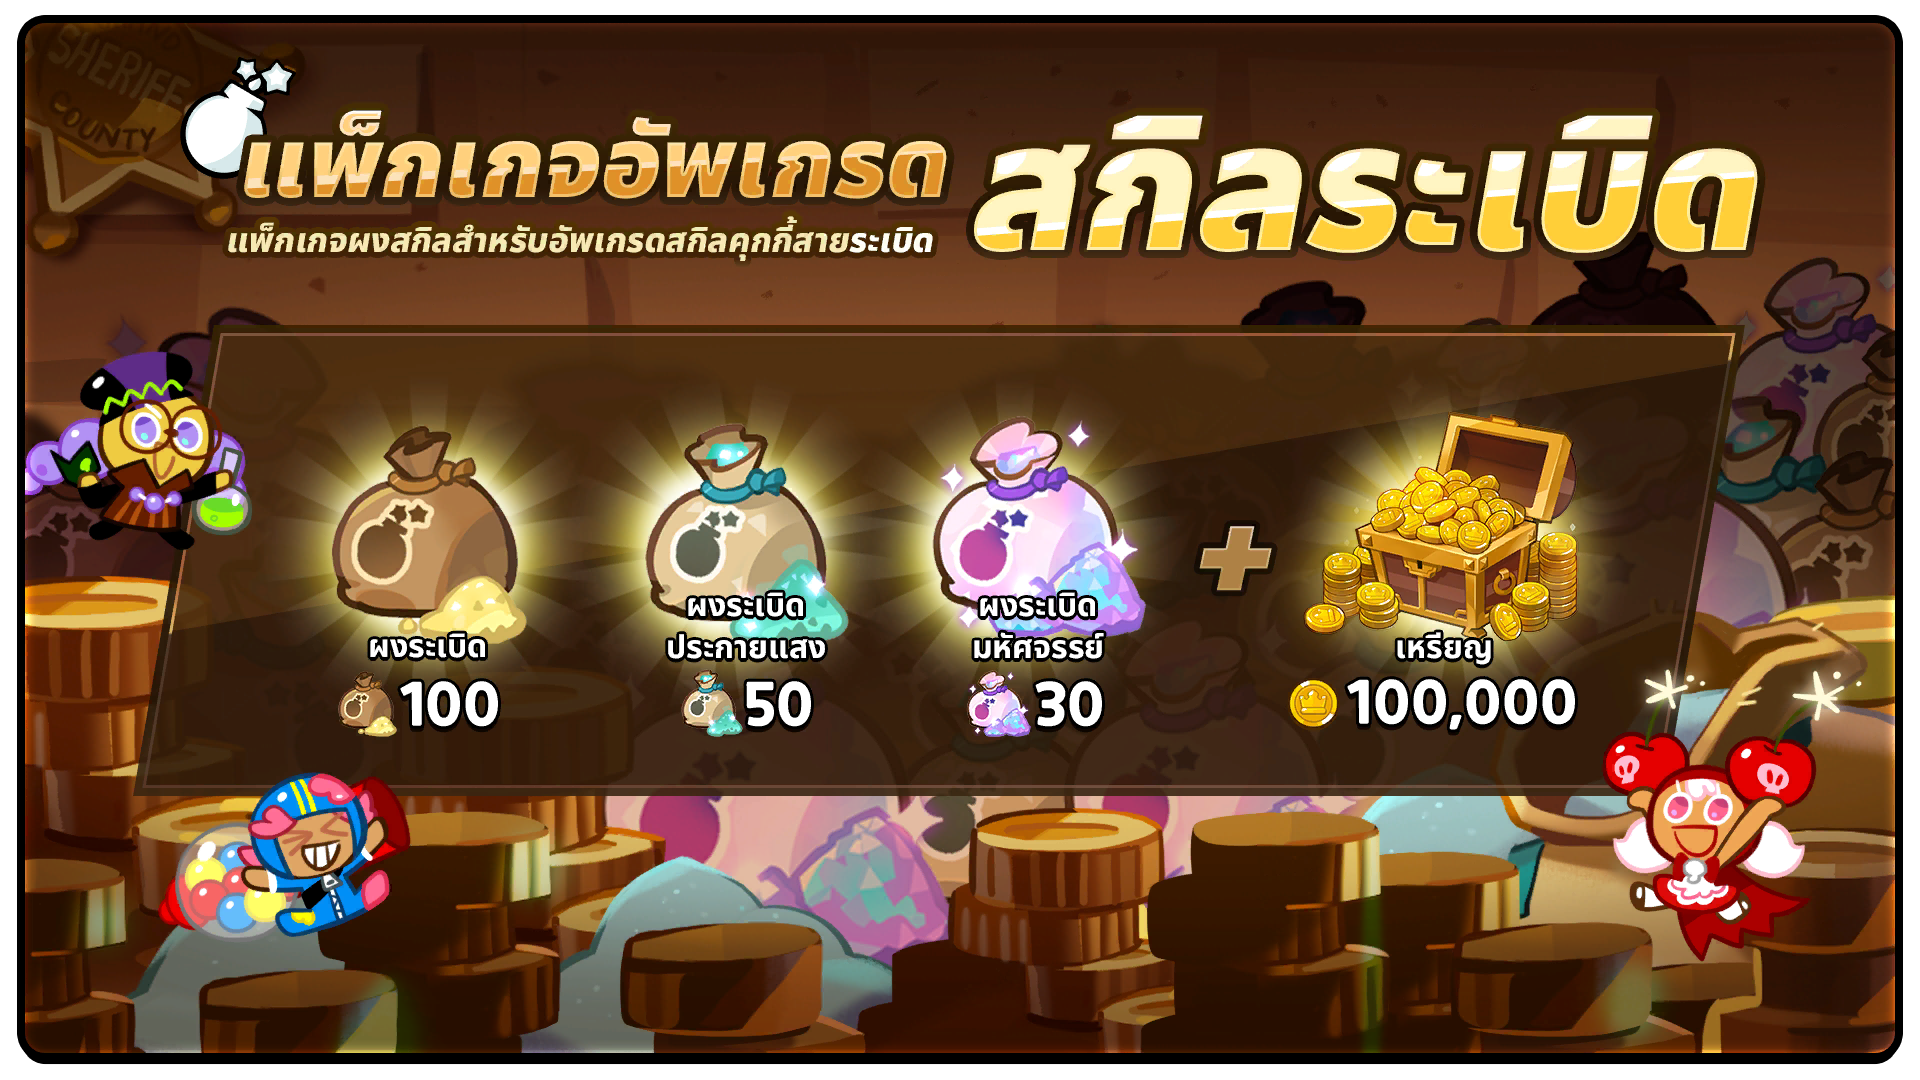 SHERIFF
COUNTY
แพ็กเกจอัพเกรด สกิลระเบิด
แพ็กเกจผงสกิลสำหรับอัพเกรดสกิลคุกกี้สายระเบิด
ผงระเบิด
100
ผงระเบิด
ประกายแสง
50
ผงระเบิด
มหัศจรรย์
30
+
เหรียญ
100,000